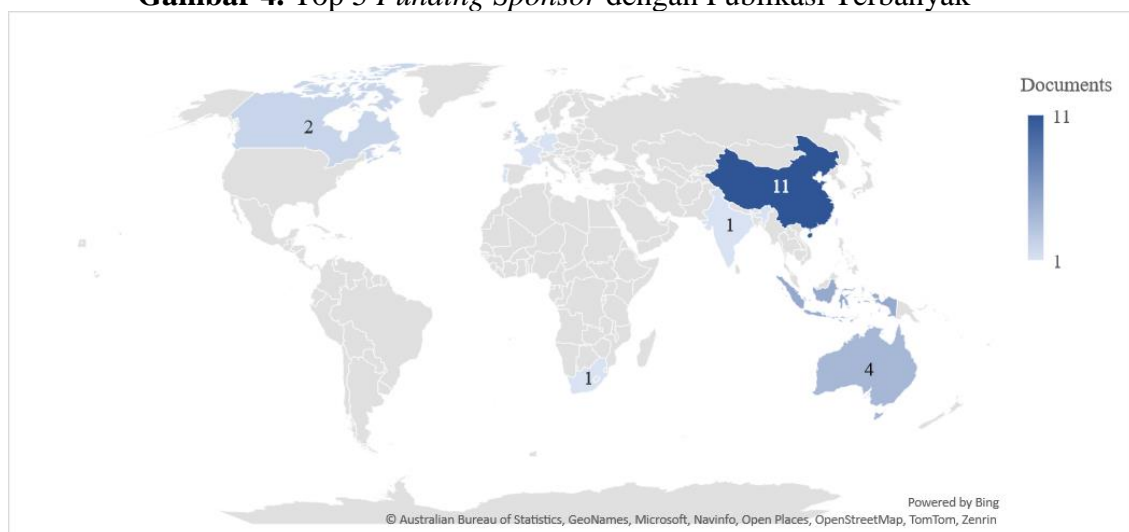 Gambar 4. Top 5 Funding Sponsor dengan Publikasi Terbanyak
Documents
11
1
2
11
1
1
4
Powered by Bing
© Australian Bureau of Statistics, GeoNames, Microsoft, Navinfo, Open Places, OpenStreetMap, TomTom, Zenrin